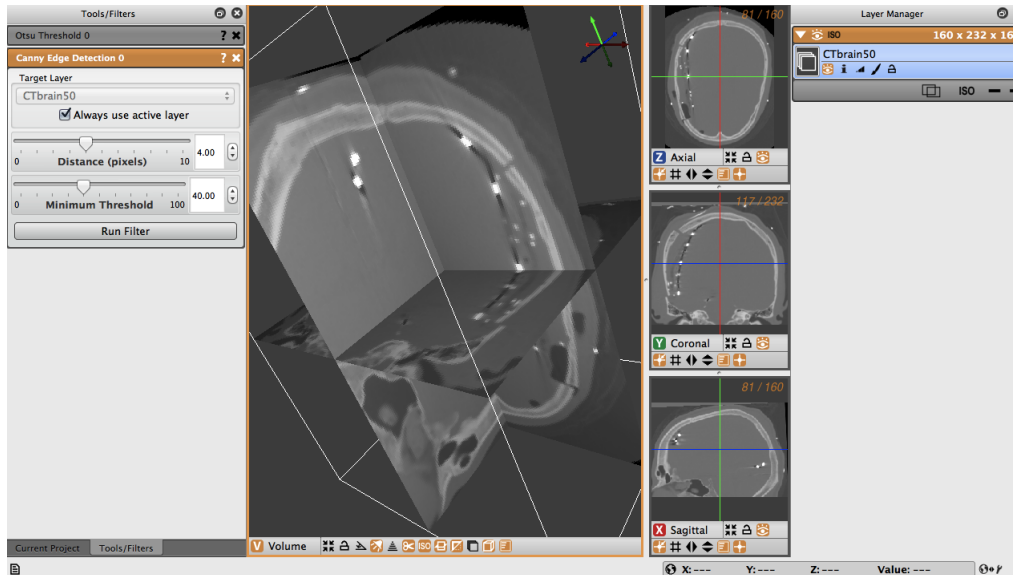 Tools/Filters
Otsu Threshold 0 ?
Canny Edge Detection 0 ?
Target Layer
CTbrain50
Always use active layer
0 Distance (pixels) 10 4.00
0 Minimum Threshold 100 40.00
Run Filter
Current Project Tools/Filters
V Volume ISO
81 / 160
Z Axial
117 / 232
Y Coronal
81 / 160
X Sagittal
Layer Manager
ISO 160 x 232 x 16
CTbrain50
ISO
X: --- Y: --- Z: --- Value: ---